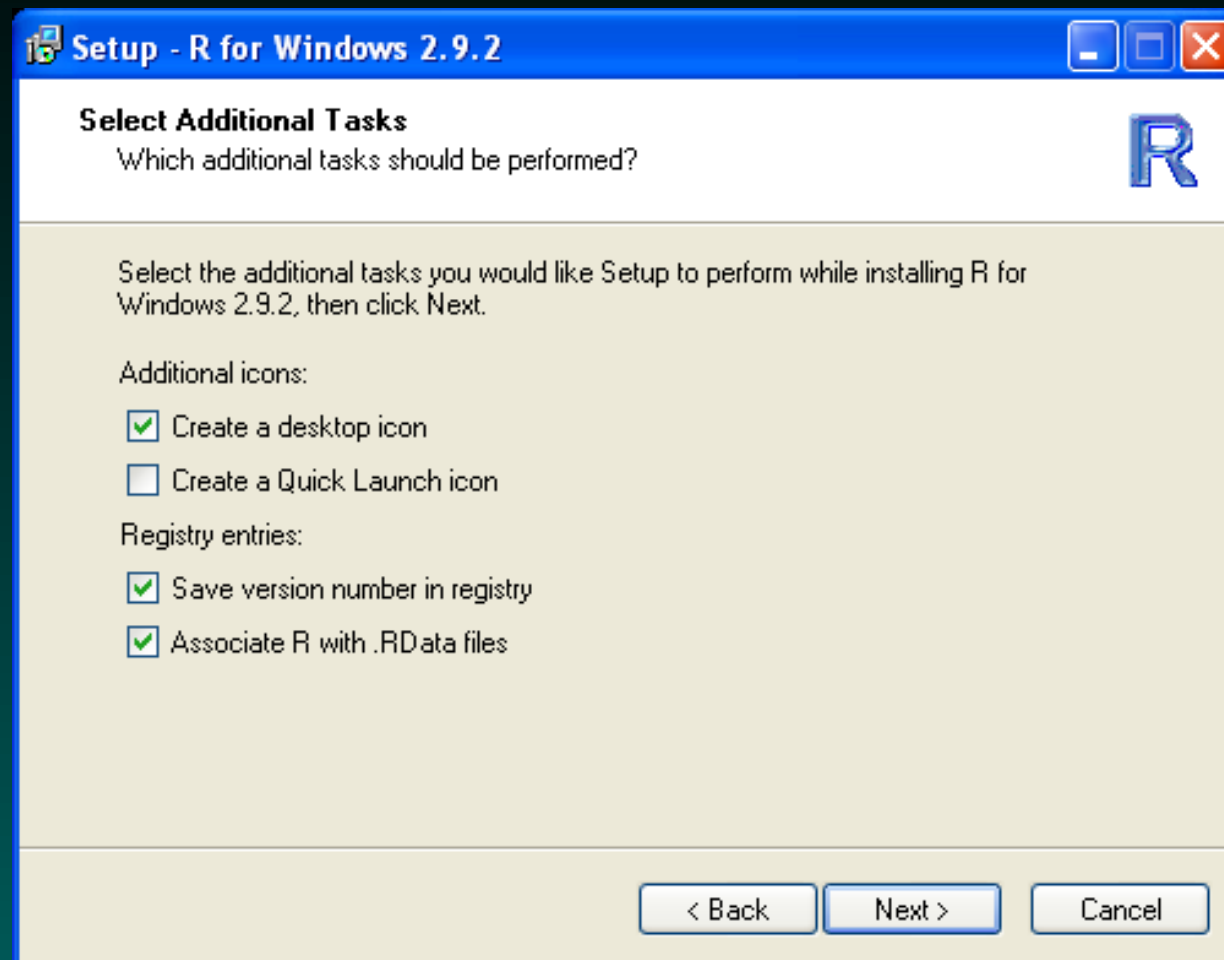 Setup - R for Windows 2.9.2
Select Additional Tasks
Which additional tasks should be performed?
R
Select the additional tasks you would like Setup to perform while installing R for
Windows 2.9.2, then click Next.
Additional icons:
Create a desktop icon
Create a Quick Launch icon
Registry entries:
Save version number in registry
Associate R with .RData files
< Back
Next >
Cancel